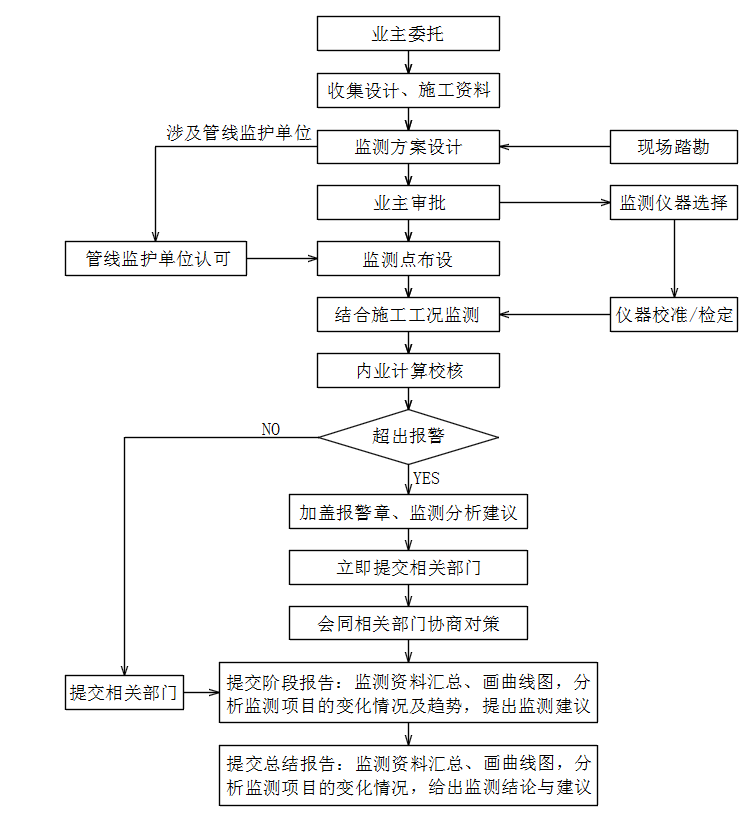 业主委托
收集设计、施工资料
涉及管线监护单位
监测方案设计
现场踏勘
业主审批
监测仪器选择
管线监护单位认可
监测点布设
结合施工工况监测
仪器校准/检定
内业计算校核
超出报警
NO
YES
加盖报警章、监测分析建议
立即提交相关部门
会同相关部门协商对策
提交相关部门
提交阶段报告：监测资料汇总、画曲线图，分
析监测项目的变化情况及趋势，提出监测建议
提交总结报告：监测资料汇总、画曲线图，分
析监测项目的变化情况，给出监测结论与建议